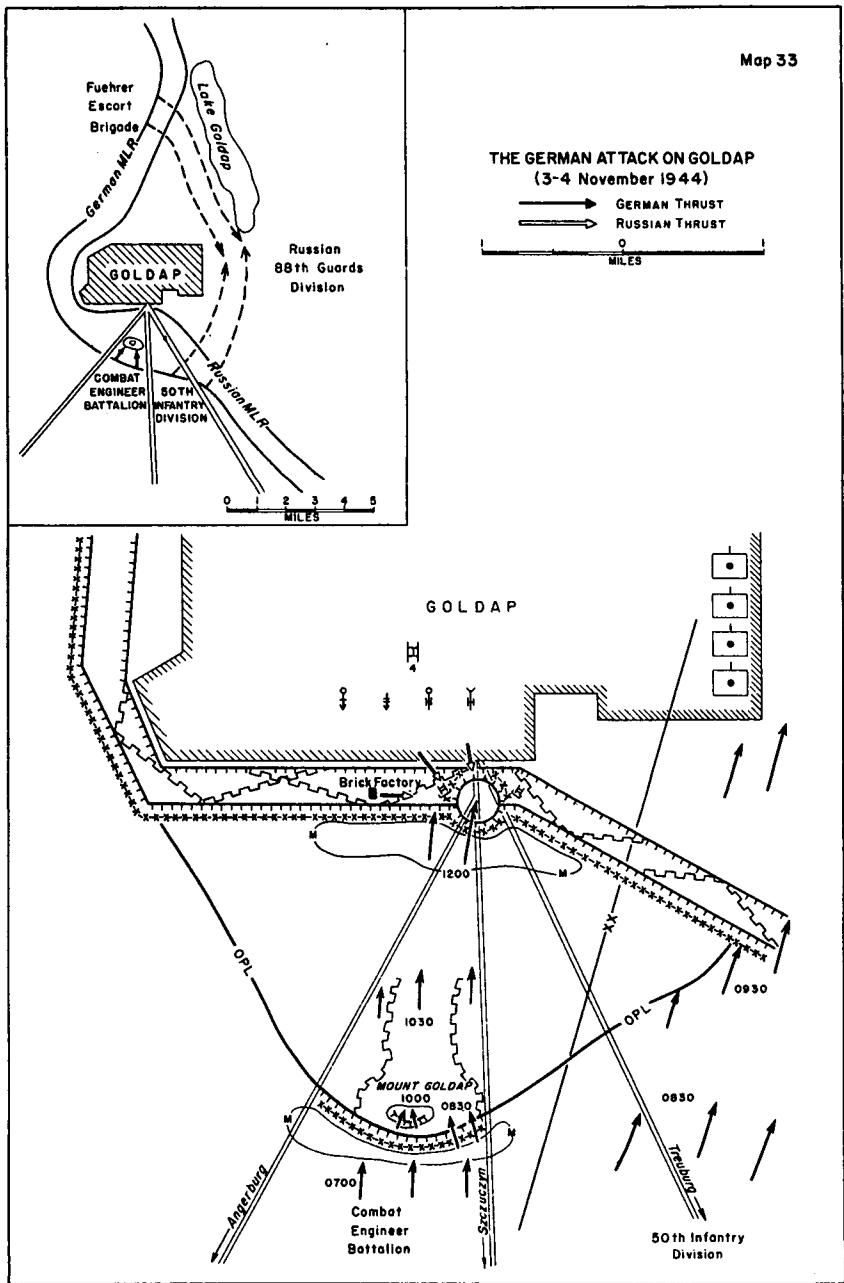 Map 33
Fuehrer
Escort
Brigade
German MLR
Lake Goldap
GOLDAP
Russian
88th Guards
Division
COMBAT
ENGINEER
BATTALION
50TH
INFANTRY
DIVISION
Russian MLR
0 1 2 3 4 5
MILES
THE GERMAN ATTACK ON GOLDAP
(3-4 November 1944)
GERMAN THRUST
RUSSIAN THRUST
1 0 1
MILES
GOLDAP
4
Brick Factory
M
M
1200
XX
OPL
OPL
0930
1030
MOUNT GOLDAP
1000
0830
0830
M
M
0700
Angerburg
Szczuczyn
Treuburg
Combat
Engineer
Battalion
50th Infantry
Division